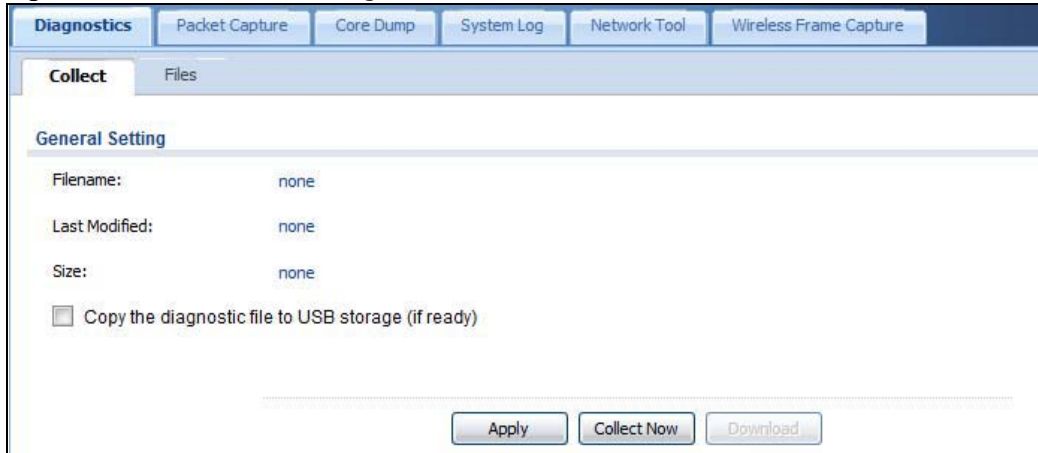 Diagnostics Packet Capture Core Dump System Log Network Tool Wireless Frame Capture
Collect Files
General Setting
Filename: none
Last Modified: none
Size: none
Copy the diagnostic file to USB storage (if ready)
Apply Collect Now Download